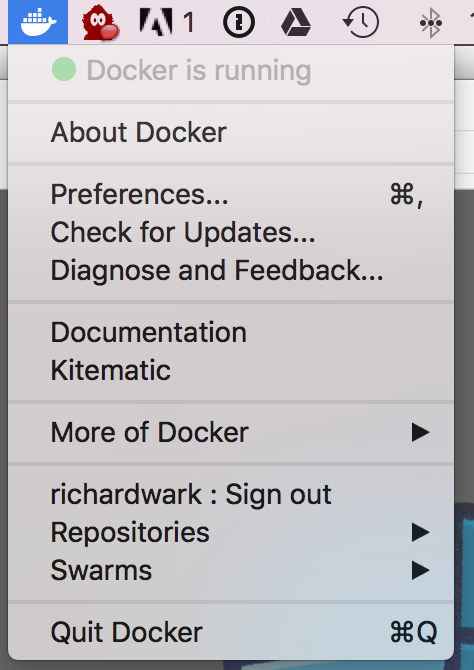 1
Docker is running
About Docker
Preferences... ⌘,
Check for Updates...
Diagnose and Feedback...
Documentation
Kitematic
More of Docker ▶
richardwark : Sign out
Repositories ▶
Swarms ▶
Quit Docker ⌘Q